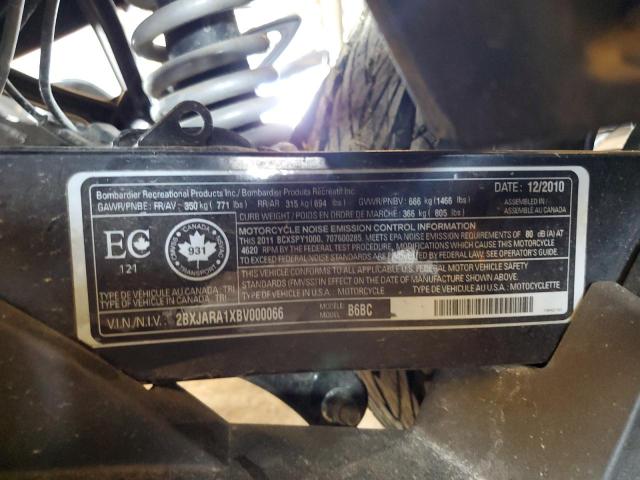 Bombardier Recreational Products Inc./ Bombardier Produits Récréatif Inc.
DATE: 12/2010
GAWR/PNBE: FR/AV - 350 kg ( 771 lbs ) RR/AR - 315 kg ( 694 lbs ) GVWR/PNBV: 666 kg (1466 lbs)
CURB WEIGHT / POIDS EN ORDRE DE MARCHE: 366 kg ( 805 lbs )
ASSEMBLED IN /
ASSEMBLÉ AU CANADA
MOTORCYCLE NOISE EMISSION CONTROL INFORMATION
THIS 2011 BCXSPY1000, 707600285, MEETS EPA NOISE EMISSION REQUIREMENTS OF 80 dB (A) AT
4620 RPM BY THE FEDERAL TEST PROCEDURE. MODIFICATIONS WHICH CAUSE THIS MOTORCYCLE
TO EXCEED FEDERAL NOISE STANDARDS ARE PROHIBITED BY FEDERAL LAW. SEE OPERATOR'S GUIDE.
EC
121
CANADA
931
TRANSPORT
THIS VEHICLE CONFORMS TO ALL APPLICABLE U.S. FEDERAL MOTOR VEHICLE SAFETY
STANDARDS (FMVSS) IN EFFECT ON THE DATE OF MANUFACTURE SHOWN ABOVE.
TYPE OF VEHICLE IN U.S.A.: MOTORCYCLE / TYPE DE VÉHICULE AU U.S.A.: MOTOCYCLETTE
TYPE OF VEHICLE IN CANADA: TRI
TYPE DE VÉHICULE AU CANADA: TRI
V.I.N./N.I.V.: 2BXJARA1XBV000066
MODEL:
MODÈLE:
B6BC